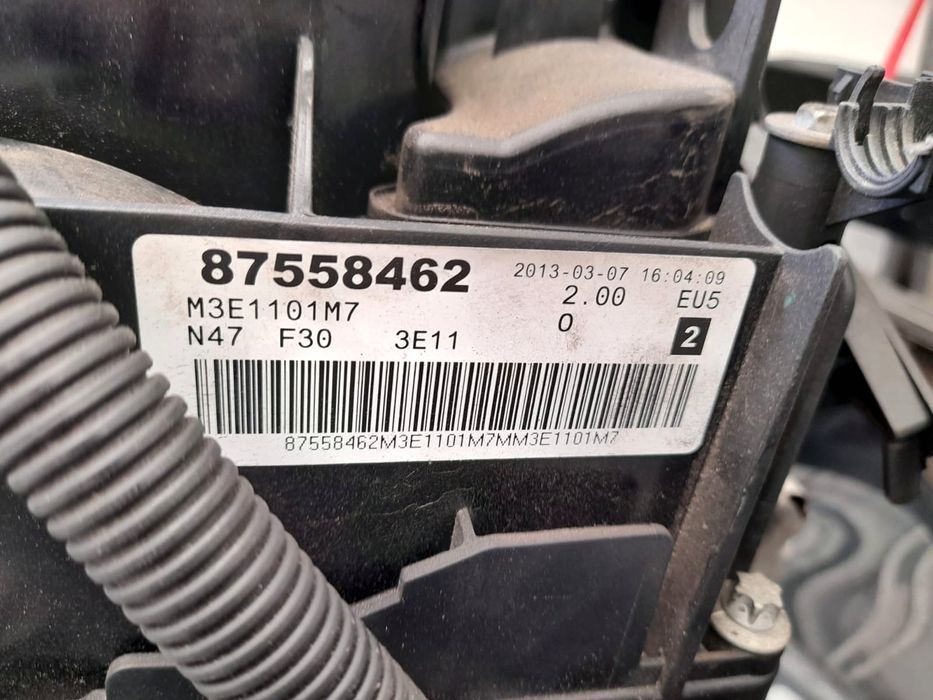 87558462 2013-03-07 16:04:09
M3E1101M7 2.00 EU5
N47 F30 3E11 0 2
87558462M3E1101M7MM3E1101M7